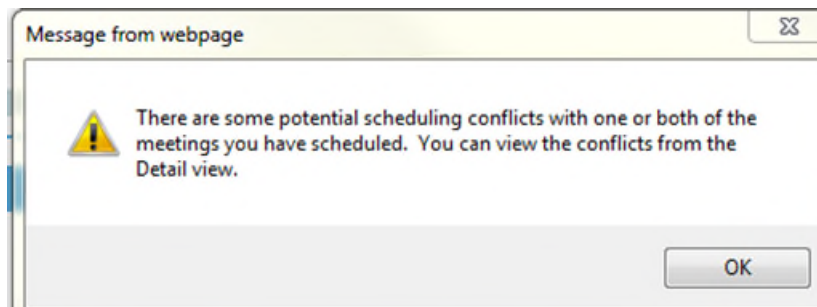 Message from webpage
There are some potential scheduling conflicts with one or both of the
meetings you have scheduled.  You can view the conflicts from the
Detail view.
OK